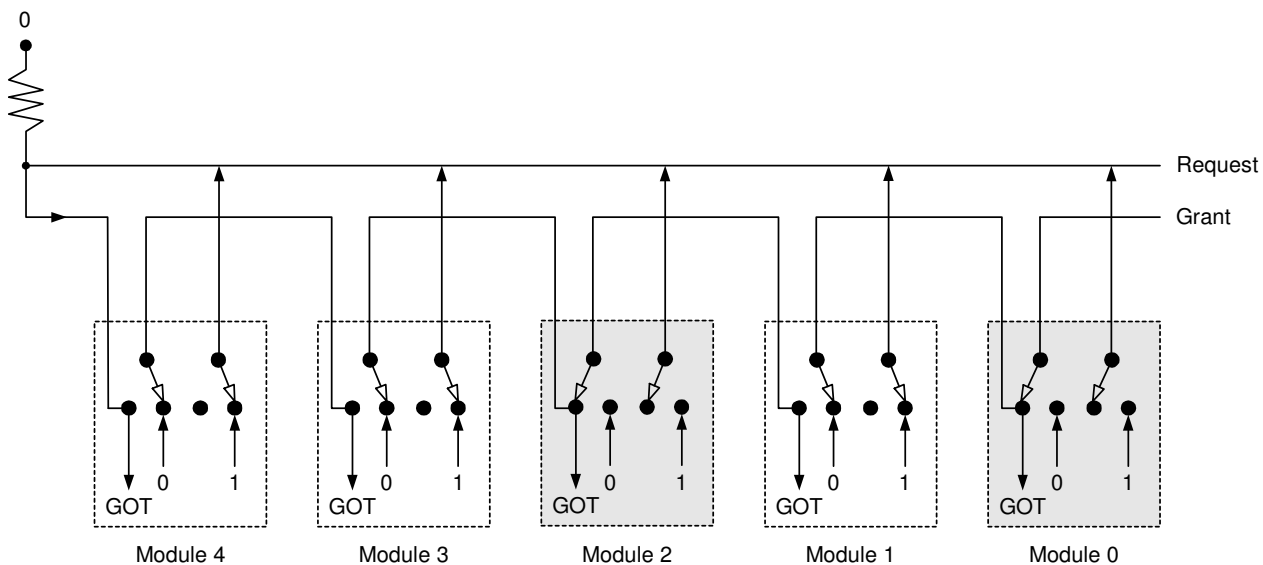 0
Request
Grant
0 1 0 1 0 1 0 1 0 1
GOT GOT GOT GOT GOT
Module 4 Module 3 Module 2 Module 1 Module 0